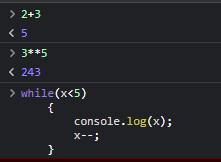 > 2+3
< 5
> 3**5
< 243
> while(x<5)
{
console.log(x);
x--;
}